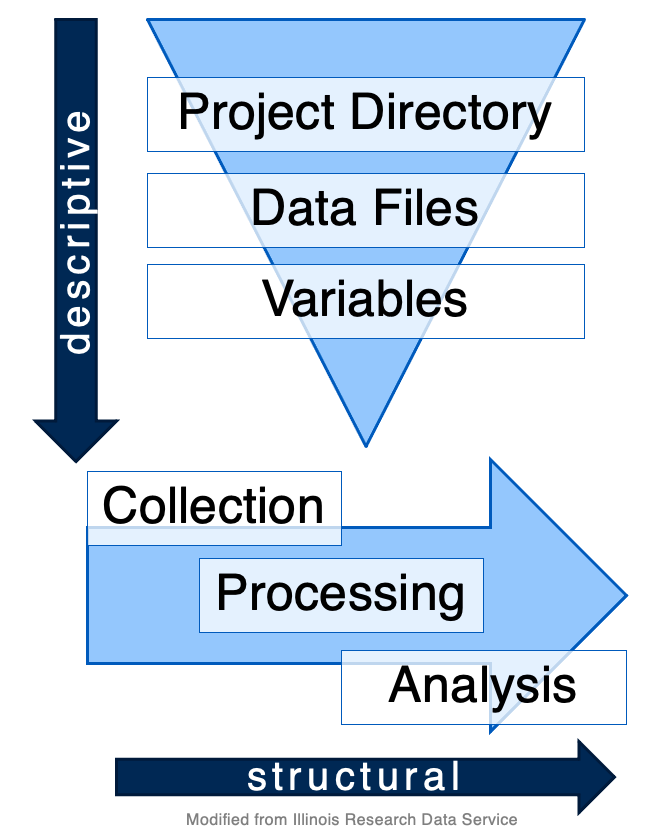 descriptive
Project Directory
Data Files
Variables
Collection
Processing
Analysis
structural
Modified from Illinois Research Data Service